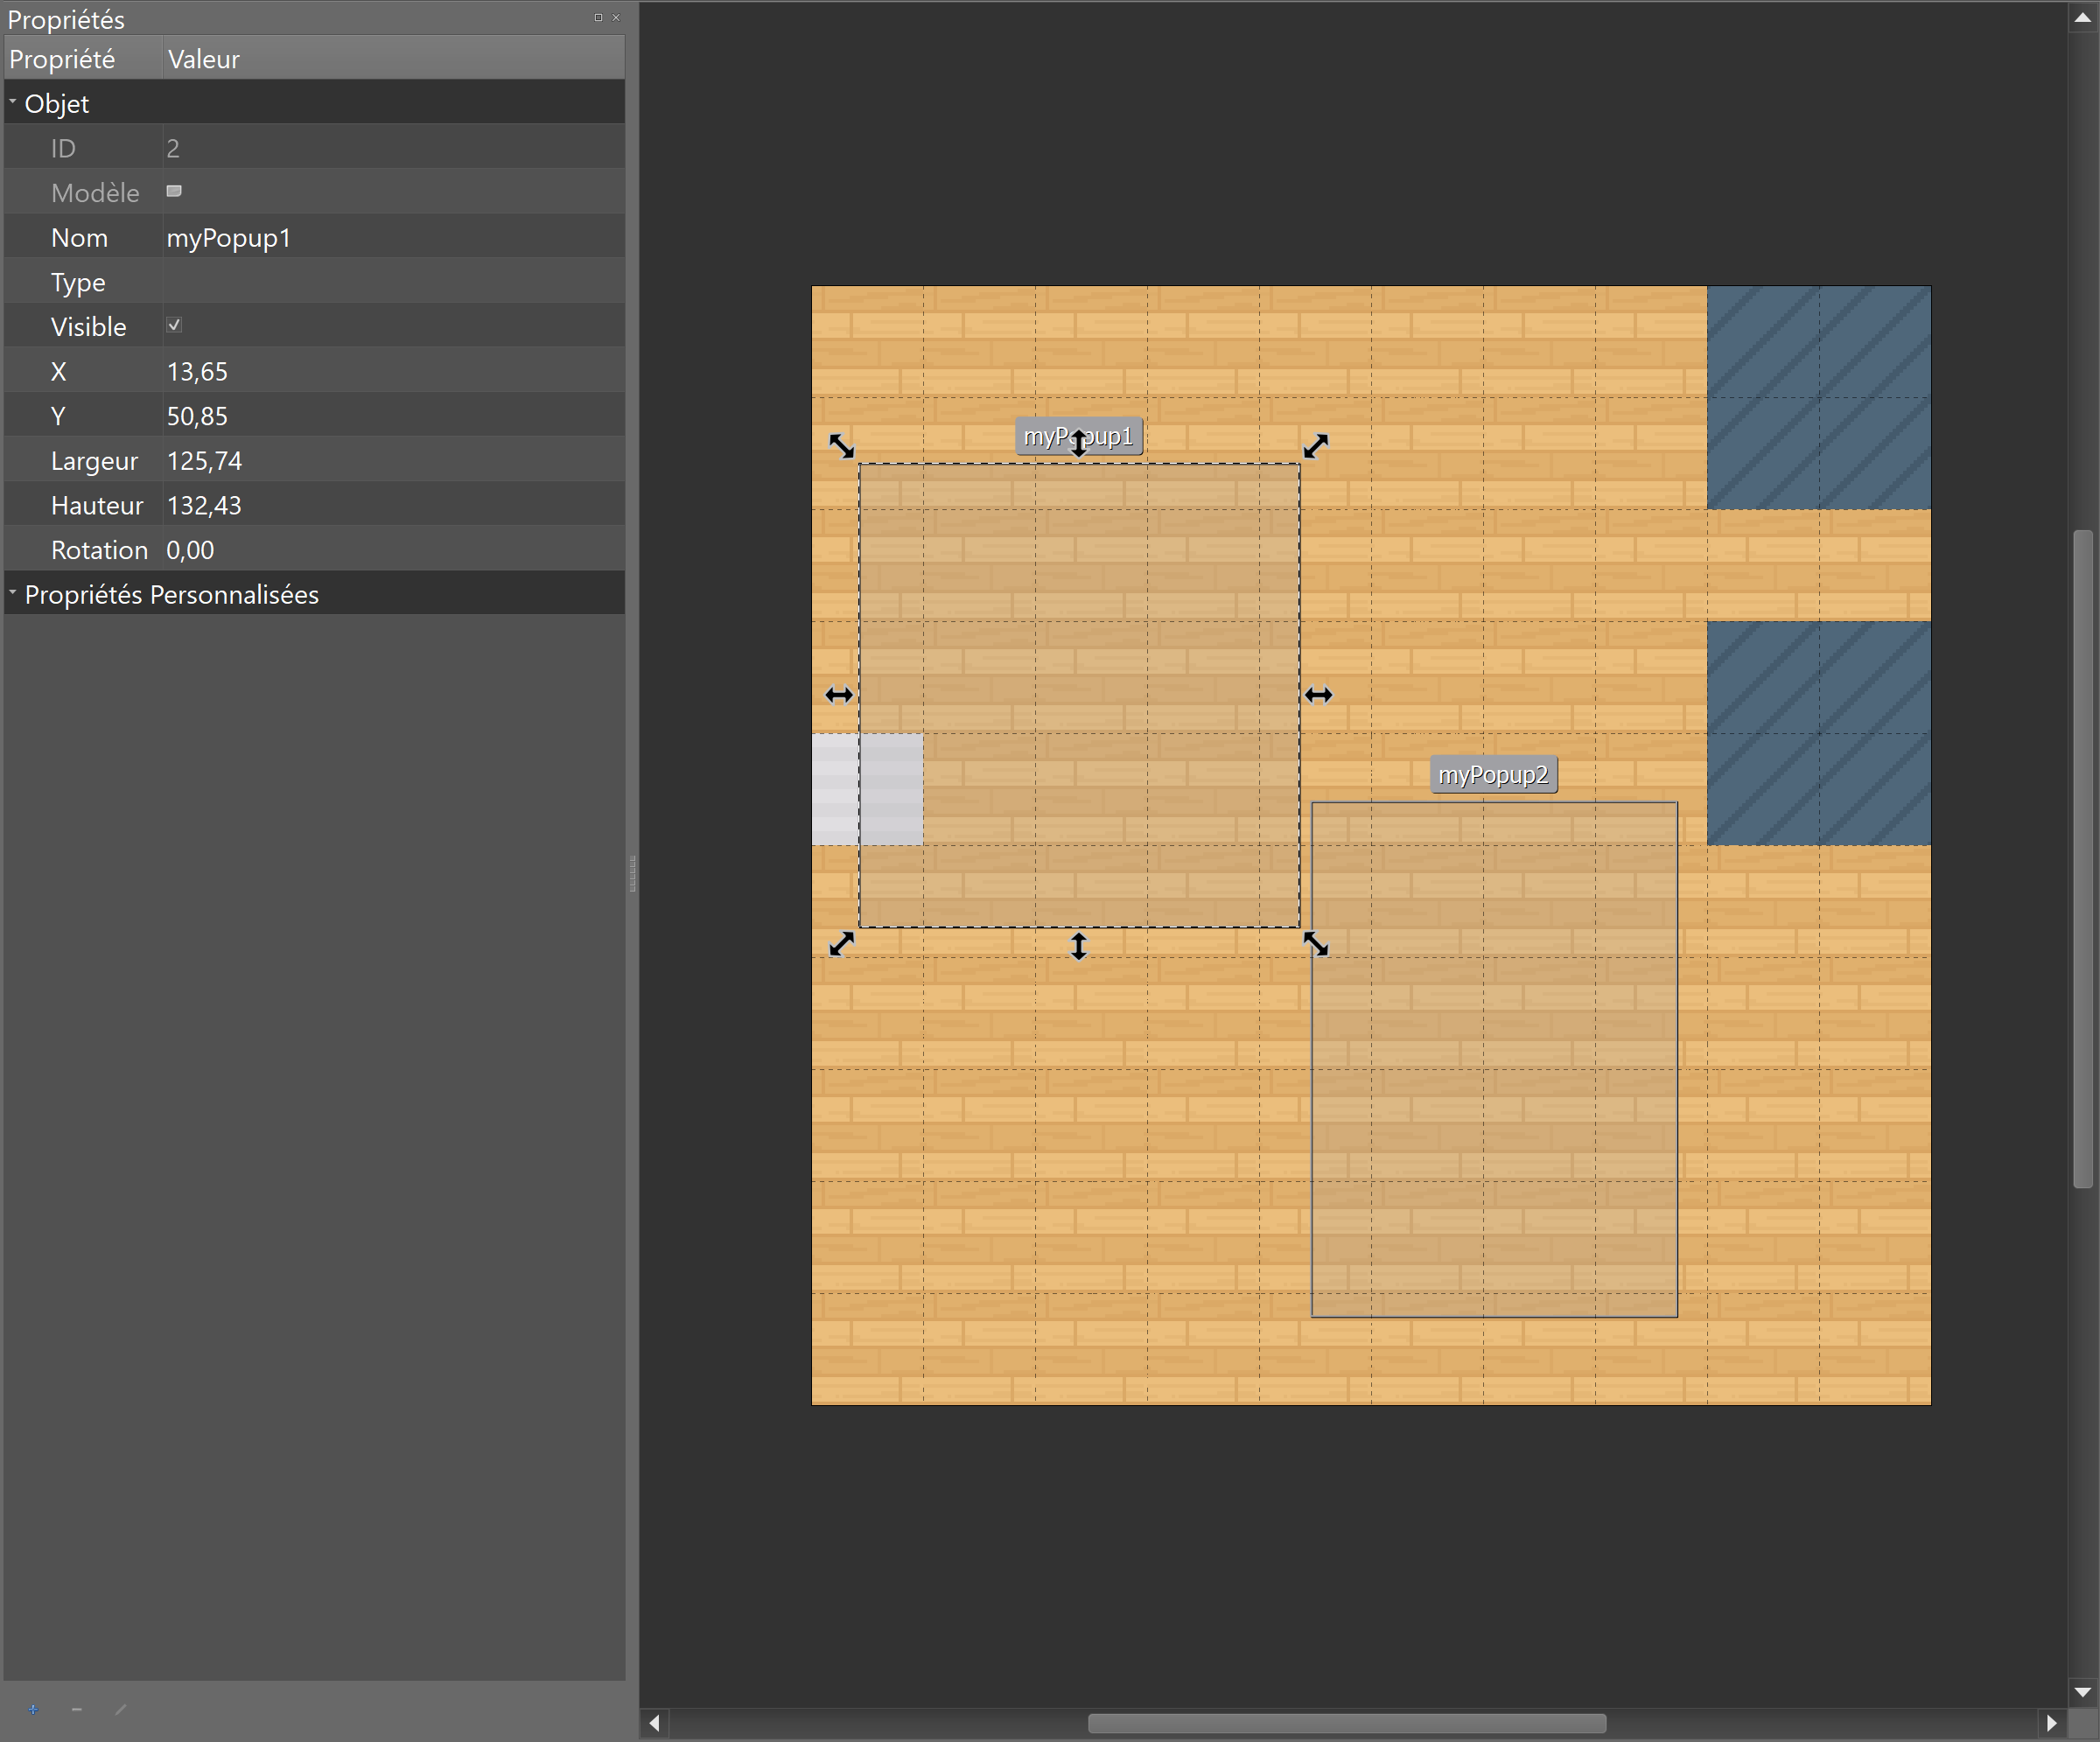 Propriétés
Propriété Valeur
Objet
ID 2
Modèle
Nom myPopup1
Type
Visible
X 13,65
Y 50,85
Largeur 125,74
Hauteur 132,43
Rotation 0,00
Propriétés Personnalisées
myPopup1
myPopup2